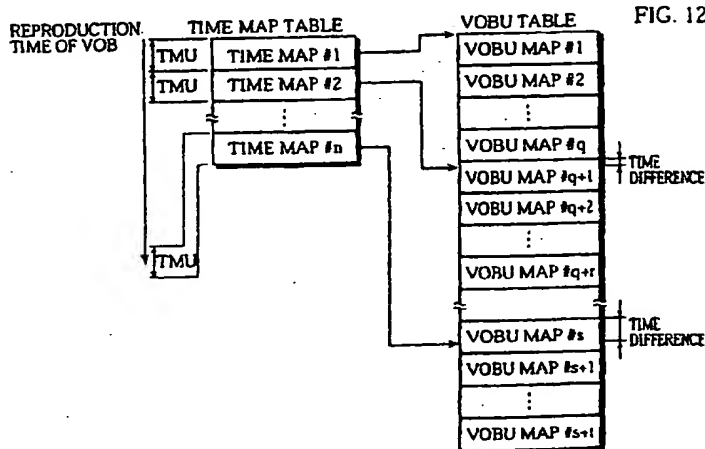 FIG. 12
REPRODUCTION
TIME OF VOB
TIME MAP TABLE
TMU
TIME MAP #1
TMU
TIME MAP #2
⋮
TIME MAP #n
TMU
VOBU TABLE
VOBU MAP #1
VOBU MAP #2
⋮
VOBU MAP #q
VOBU MAP #q+1
VOBU MAP #q+2
⋮
VOBU MAP #q+r
VOBU MAP #s
VOBU MAP #s+1
⋮
VOBU MAP #s+t
TIME
DIFFERENCE
TIME
DIFFERENCE